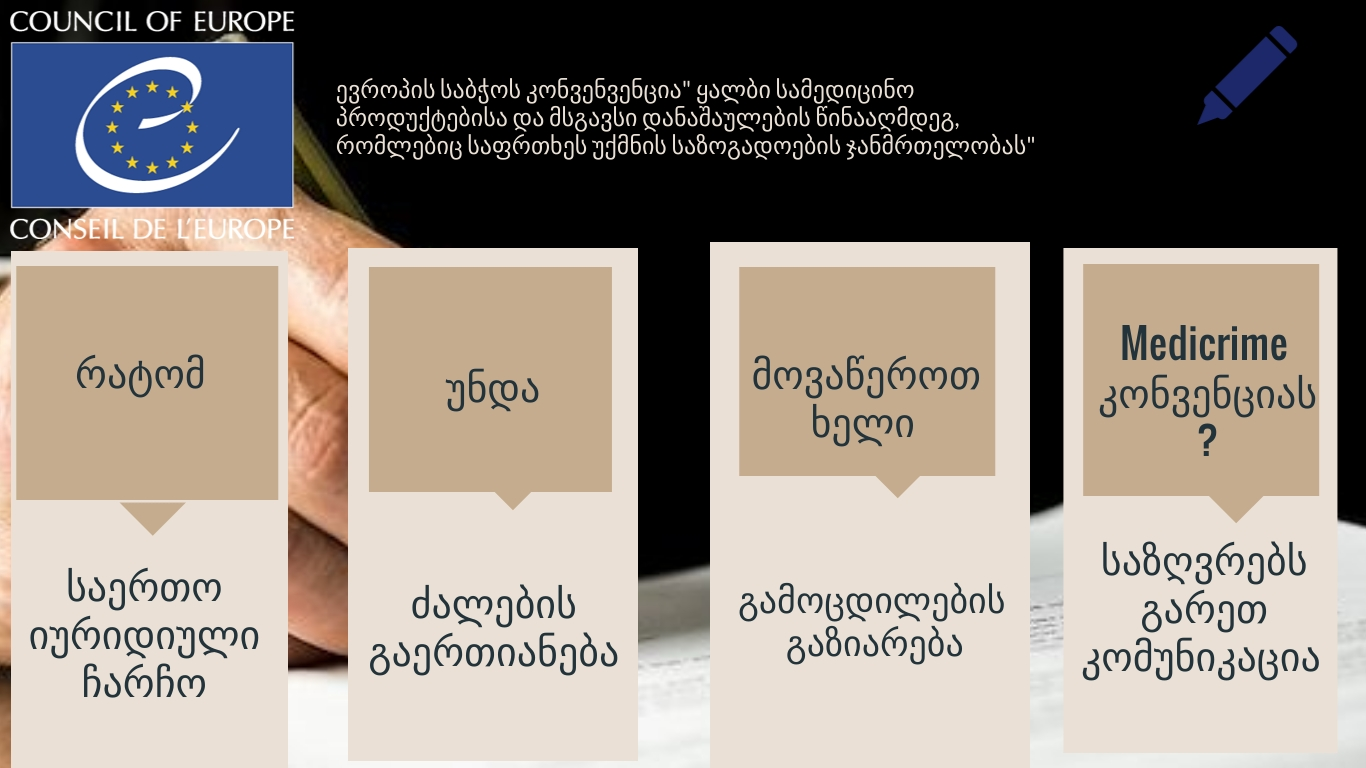 COUNCIL OF EUROPE
CONSEIL DE L'EUROPE
ევროპის საბჭოს კონვენვენცია" ყალბი სამედიცინო
პროდუქტებისა და მსგავსი დანაშაულების წინააღმდეგ,
რომლებიც საფრთხეს უქმნის საზოგადოების ჯანმრთელობას"
რატომ
საერთო
იურიდიული
ჩარჩო
უნდა
ძალების
გაერთიანება
მოვაწეროთ
ხელი
გამოცდილების
გაზიარება
Medicrime
კონვენციას
?
საზღვრებს
გარეთ
კომუნიკაცია